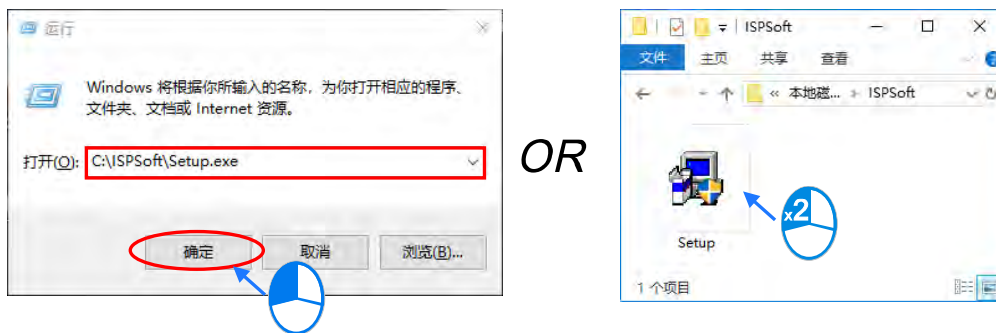 运行
Windows 将根据你所输入的名称，为你打开相应的程序、
文件夹、文档或 Internet 资源。
打开(O): C:\ISPSoft\Setup.exe
确定 取消 浏览(B)...
OR
ISPSoft
文件 主页 共享 查看
« 本地磁... › ISPSoft
x2
Setup
1 个项目